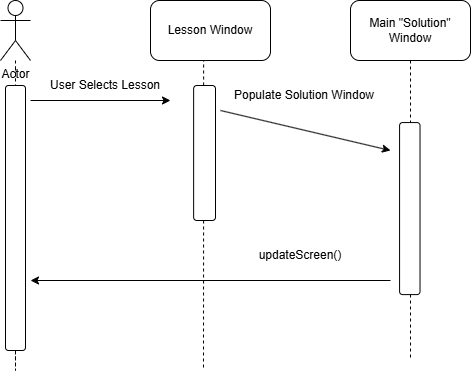 Lesson Window
Main "Solution"
Window
Actor
User Selects Lesson
Populate Solution Window
updateScreen()